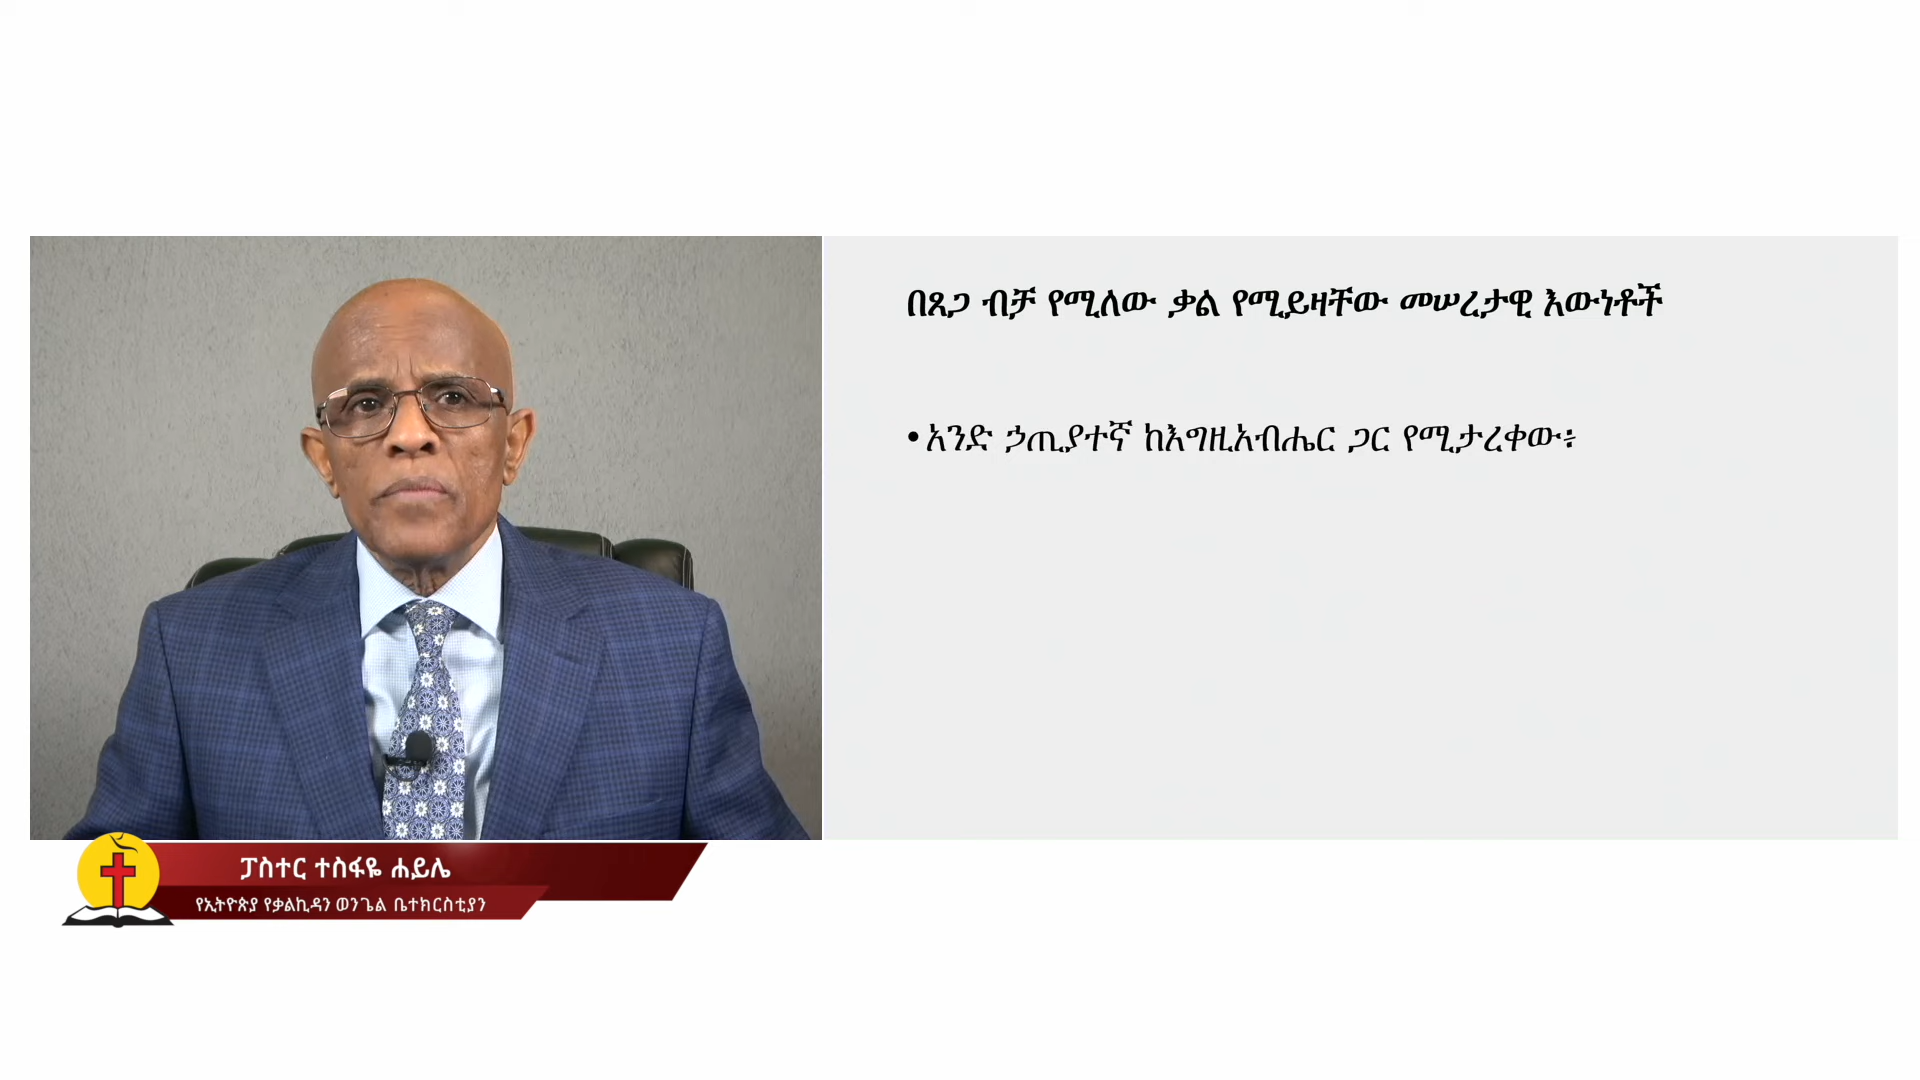 በጸጋ ብቻ የሚለው ቃል የሚይዛቸው መሠረታዊ እውነቶች
• አንድ ኃጢያተኛ ከእግዚአብሔር ጋር የሚታረቀው፥
ፓስተር ተስፋዬ ሐይሌ
የኢትዮጵያ የቃልኪዳን ወንጌል ቤተክርስቲያን